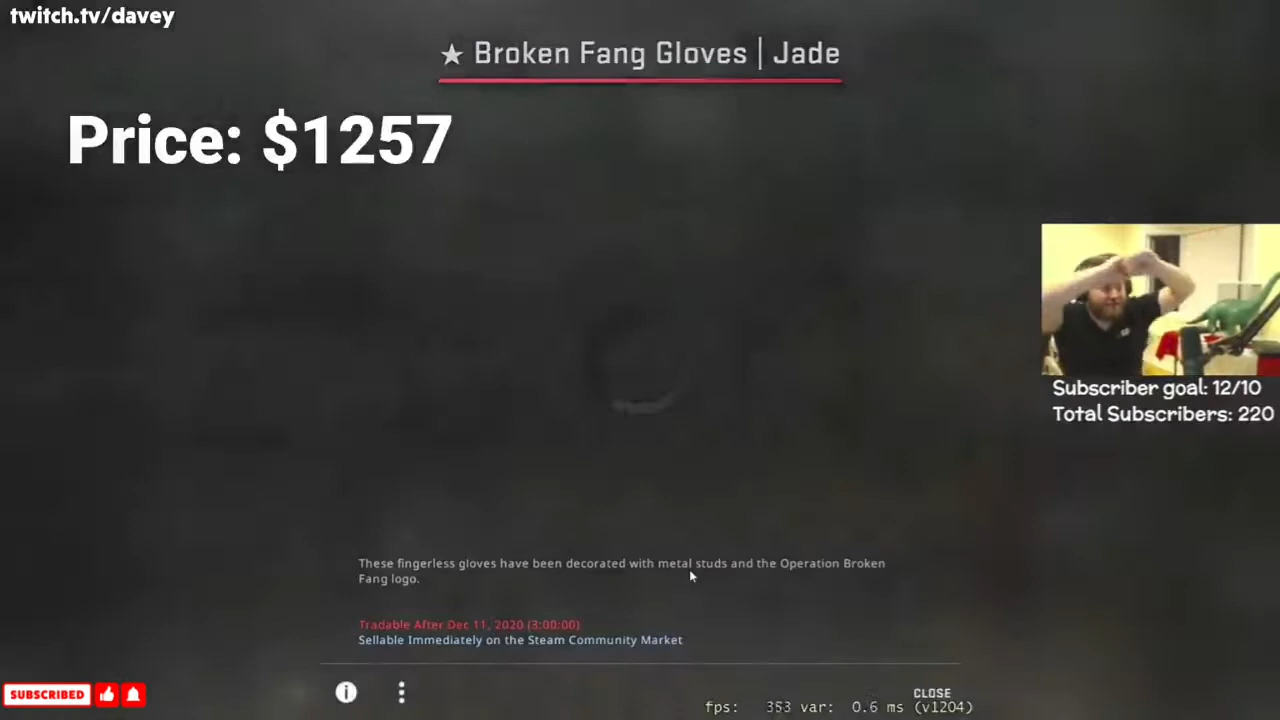 twitch.tv/davey
★ Broken Fang Gloves | Jade
Price: $1257
Subscriber goal: 12/10
Total Subscribers: 220
These fingerless gloves have been decorated with metal studs and the Operation Broken
Fang logo.
Tradable After Dec 11, 2020 (3:00:00)
Sellable Immediately on the Steam Community Market
SUBSCRIBED
CLOSE
fps: 353 var: 0.6 ms (v1204)